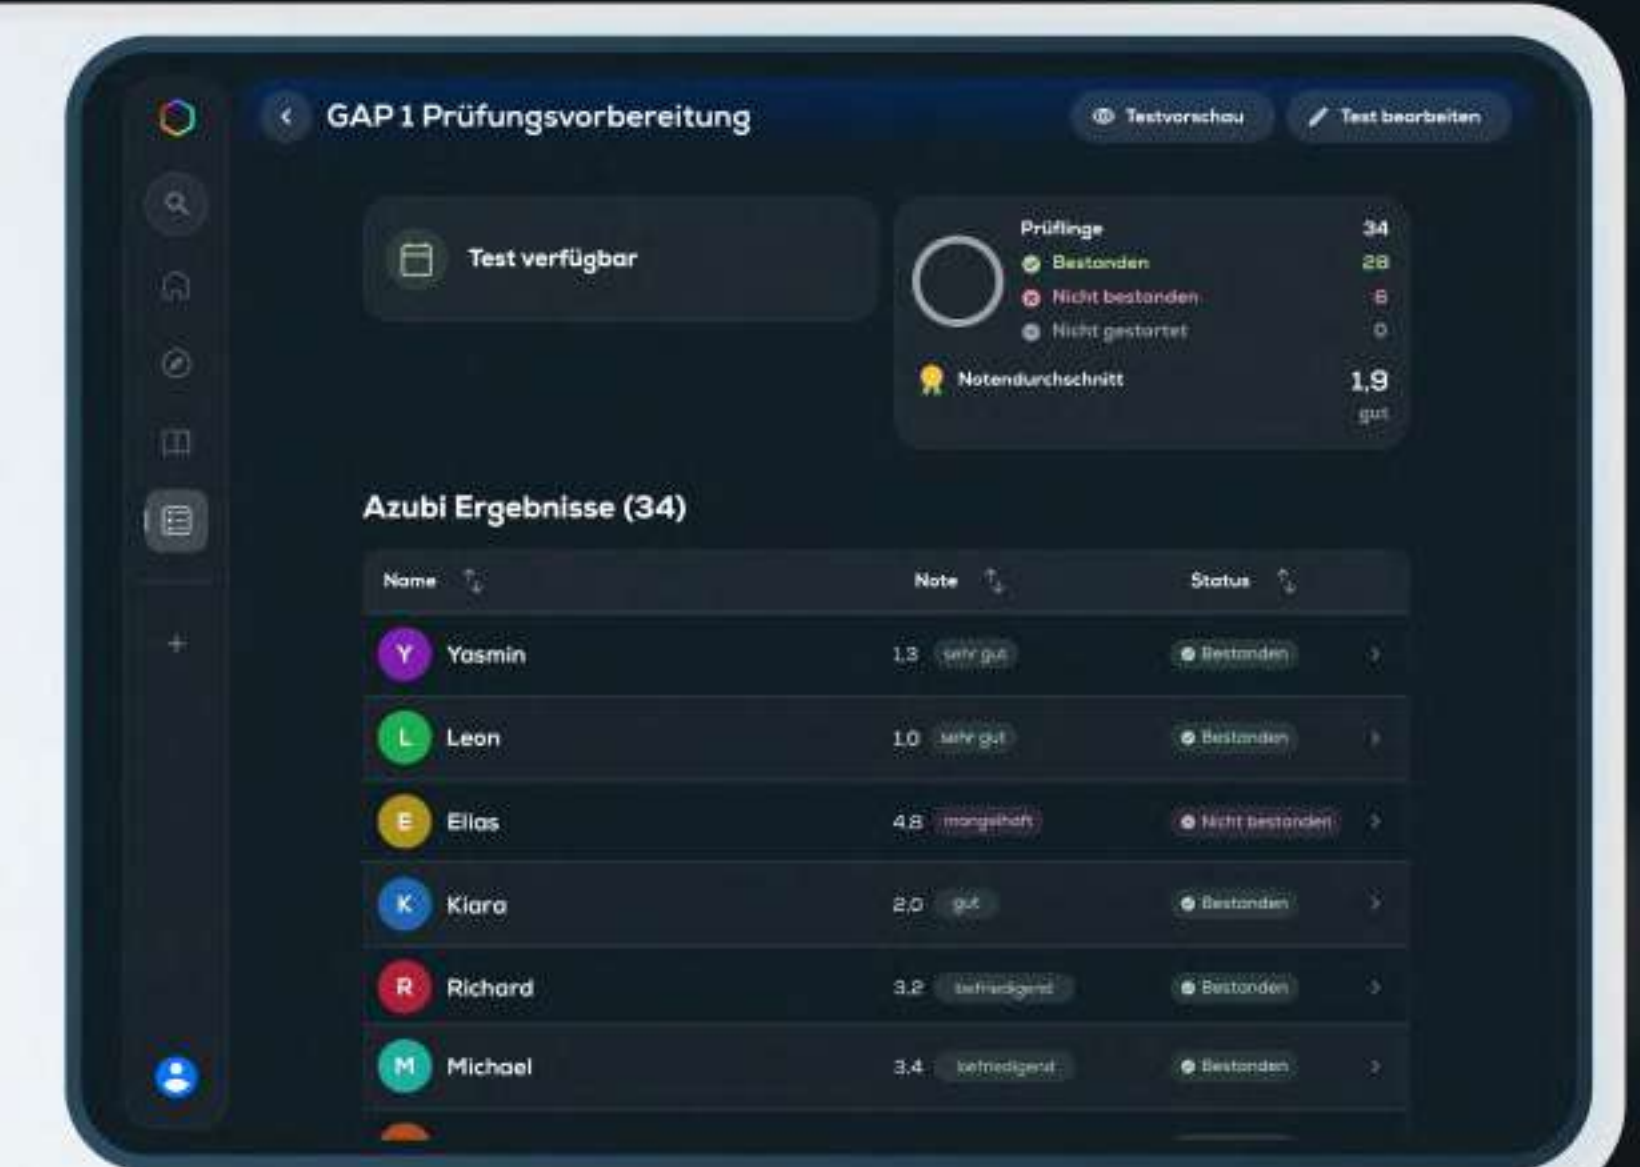 GAP 1 Prüfungsvorbereitung
Testvorschau
Test bearbeiten
Test verfügbar
Prüflinge 34
Bestanden 28
Nicht bestanden 6
Nicht gestartet 0
Notendurchschnitt 1,9
gut
Azubi Ergebnisse (34)
Name Note Status
Y Yasmin 1,3 sehr gut Bestanden
L Leon 1,0 sehr gut Bestanden
E Elias 4,8 mangelhaft Nicht bestanden
K Kiara 2,0 gut Bestanden
R Richard 3,2 befriedigend Bestanden
M Michael 3,4 befriedigend Bestanden